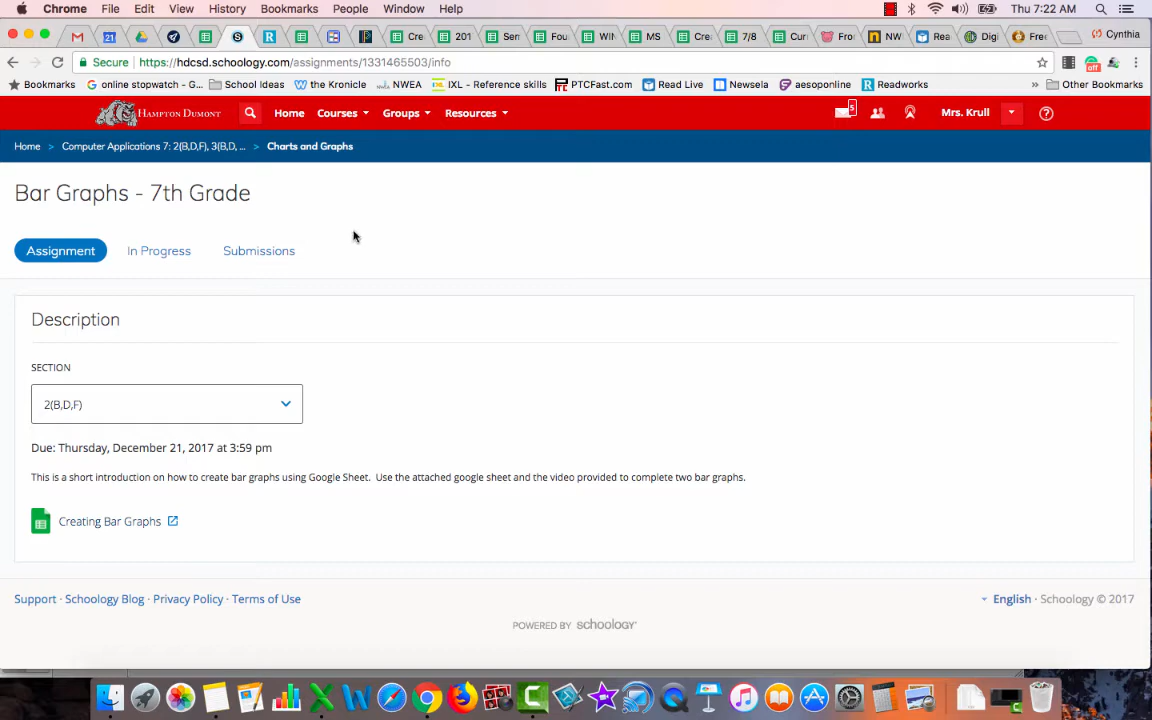 Chrome File Edit View History Bookmarks People Window Help Thu 7:22 AM
21 S R Cre 201 Sen Fou WIN MS Cre 7/8 Curr Fro NW Rea Digi Free Cynthia
Secure https://hdcsd.schoology.com/assignments/1331465503/info
Bookmarks online stopwatch - G... School Ideas the Kronicle NWEA IXL - Reference skills PTCFast.com Read Live Newsela aesoponline Readworks » Other Bookmarks
HAMPTON DUMONT Home Courses Groups Resources 5 Mrs. Krull
Home > Computer Applications 7: 2(B,D,F), 3(B,D, ... > Charts and Graphs
Bar Graphs - 7th Grade
Assignment In Progress Submissions
Description
SECTION
2(B,D,F)
Due: Thursday, December 21, 2017 at 3:59 pm
This is a short introduction on how to create bar graphs using Google Sheet. Use the attached google sheet and the video provided to complete two bar graphs.
Creating Bar Graphs
Support · Schoology Blog · Privacy Policy · Terms of Use English · Schoology © 2017
POWERED BY schoology